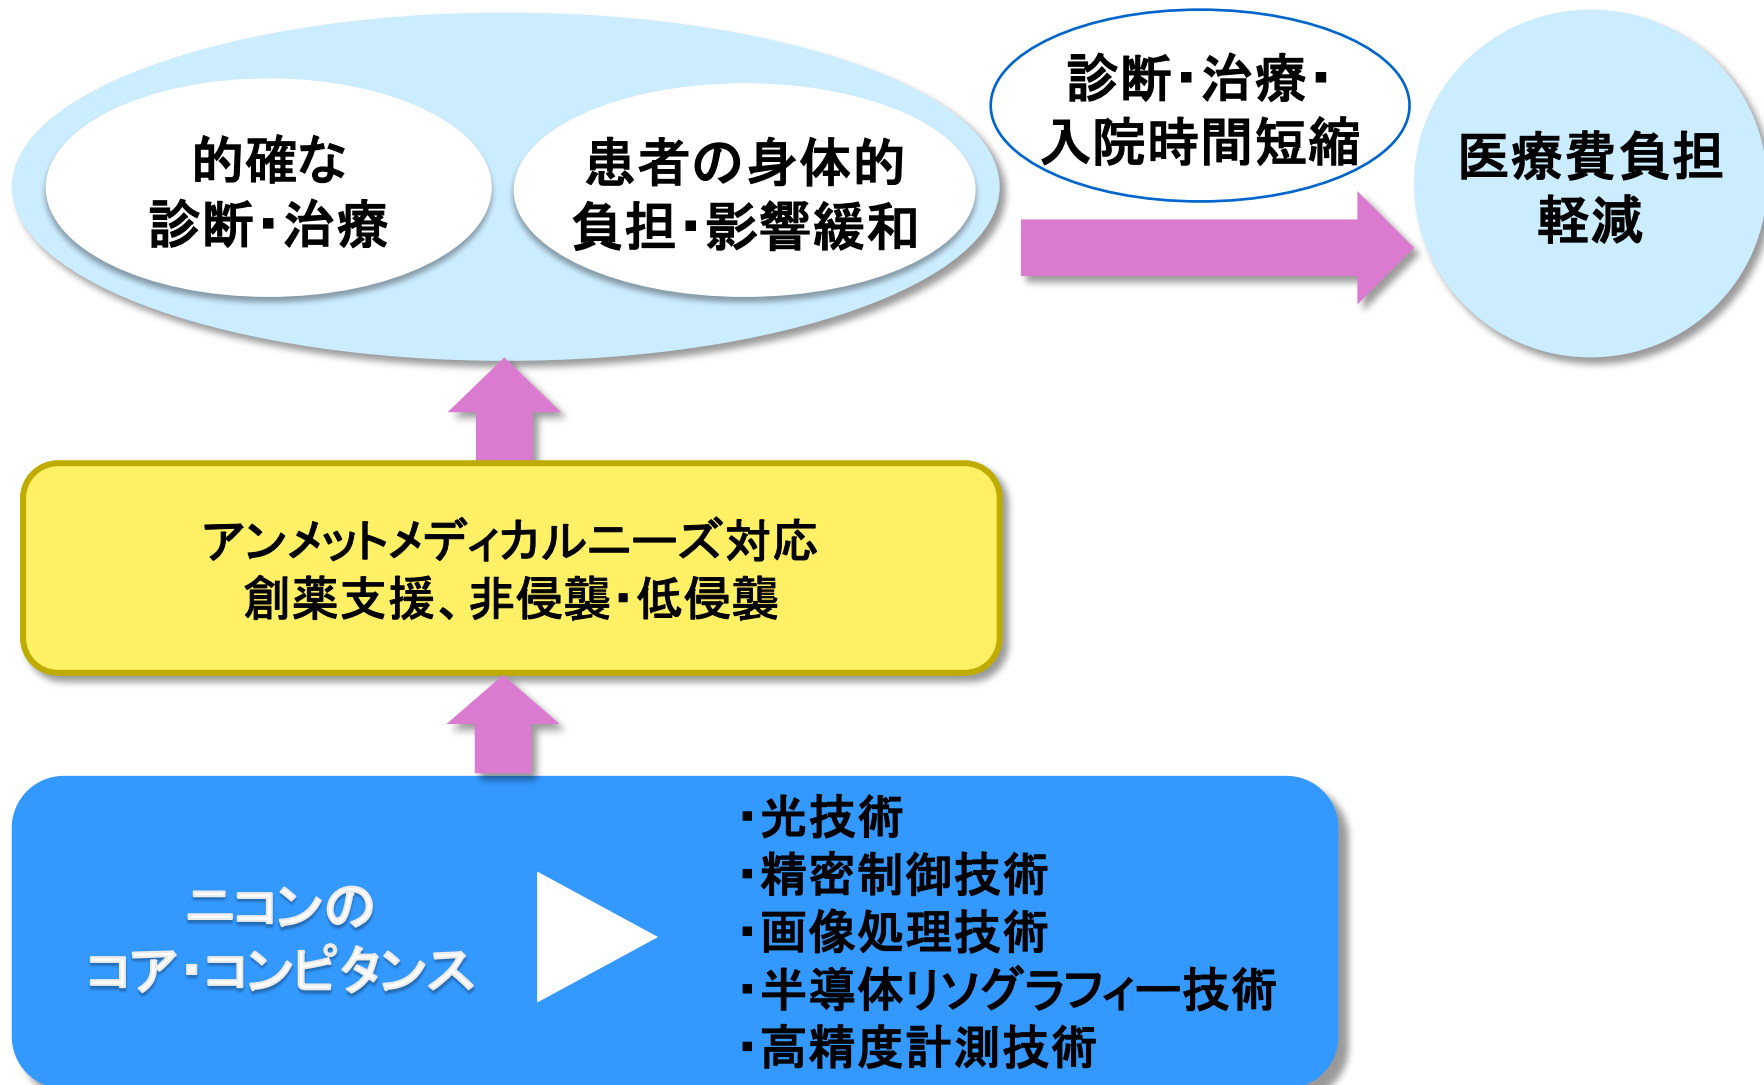 的確な
診断・治療
患者の身体的
負担・影響緩和
診断・治療・
入院時間短縮
医療費負担
軽減
アンメットメディカルニーズ対応
創薬支援、非侵襲・低侵襲
ニコンの
コア・コンピタンス
・光技術
・精密制御技術
・画像処理技術
・半導体リソグラフィー技術
・高精度計測技術